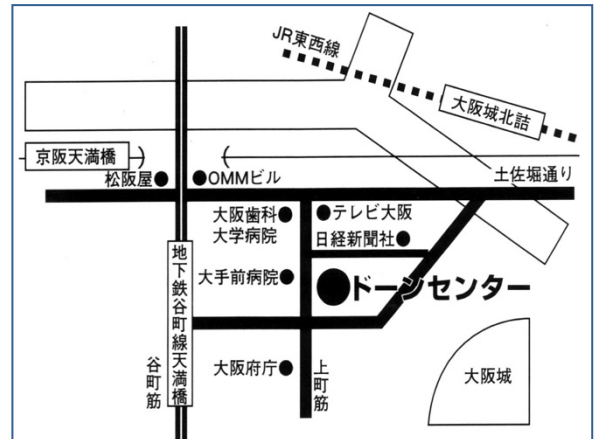 JR東西線
大阪城北詰
京阪天満橋
松阪屋
OMMビル
土佐堀通り
大阪歯科
大学病院
テレビ大阪
日経新聞社
大手前病院
ドーンセンター
地下鉄谷町線天満橋
谷町筋
大阪府庁
上町筋
大阪城